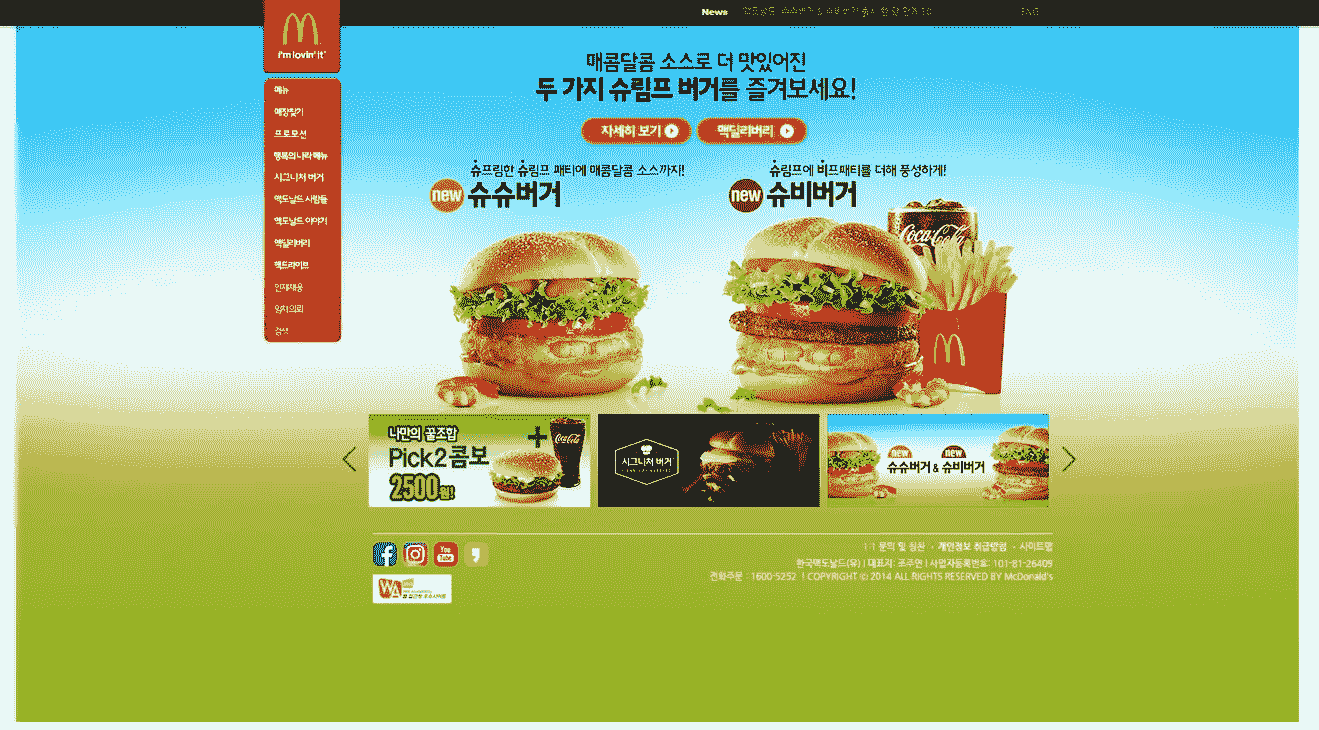 News
ENG
i'm lovin' it
메뉴
매장찾기
프로모션
행복의 나라 메뉴
시그니처 버거
맥도날드 사람들
맥도날드 이야기
맥딜리버리
맥드라이브
인재채용
임차의뢰
검색
매콤달콤 소스로 더 맛있어진
두 가지 슈림프 버거를 즐겨보세요!
자세히 보기
맥딜리버리
슈프림한 슈림프 패티에 매콤달콤 소스까지!
new 슈슈버거
슈림프에 비프패티를 더해 풍성하게!
new 슈비버거
Coca-Cola
나만의 꿀조합
Pick2콤보
2500원!
Coca-Cola
시그니처 버거
new new
슈슈버거 & 슈비버거
You
Tube
WA
1:1 문의 및 칭찬 · 개인정보 취급방침 · 사이트맵
한국맥도날드(유) | 대표자: 조주연 | 사업자등록번호: 101-81-26409
전화주문 : 1600-5252 ! COPYRIGHT © 2014 ALL RIGHTS RESERVED BY McDonald's